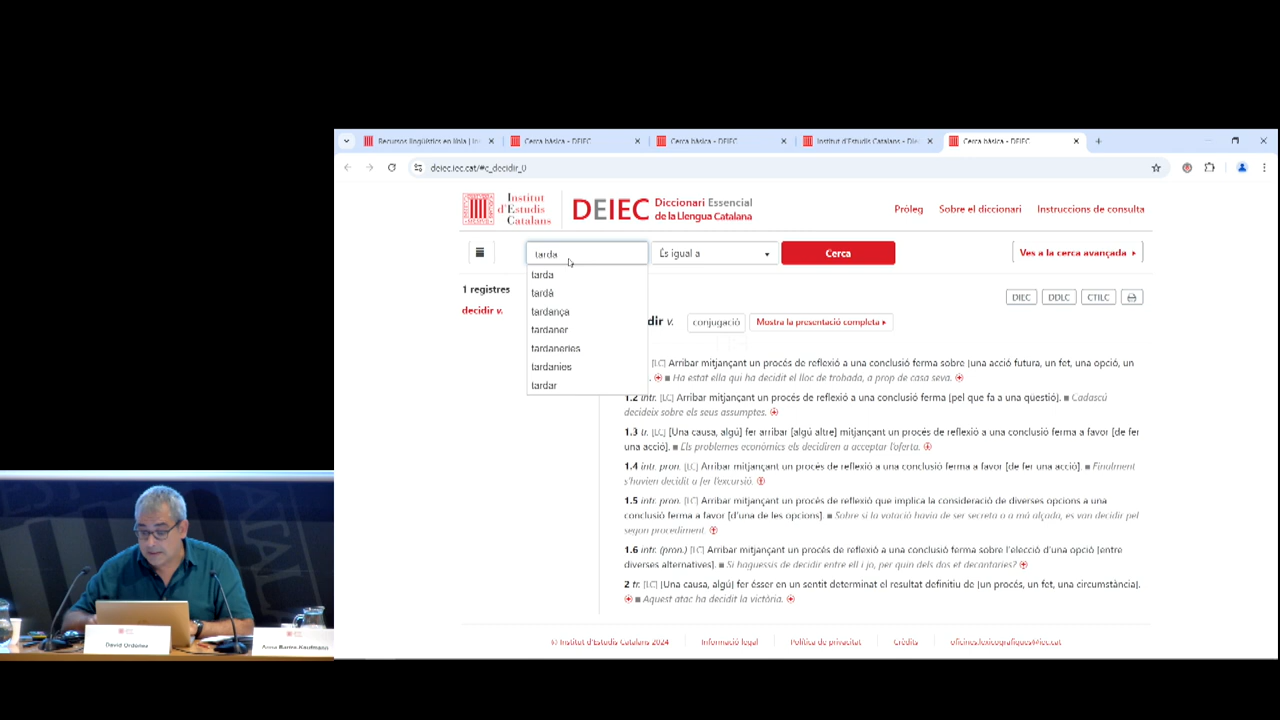 Recursos lingüístics en línia | Ins
Cerca bàsica - DEIEC
Cerca bàsica - DEIEC
Institut d'Estudis Catalans - Die
Cerca bàsica - DEIEC
deiec.iec.cat/#c_decidir_0
Institut
d'Estudis
Catalans
DEIEC
Diccionari Essencial
de la Llengua Catalana
Pròleg
Sobre el diccionari
Instruccions de consulta
tarda
És igual a
Cerca
Ves a la cerca avançada
tarda
tardà
tardança
tardaner
tardaneries
tardanies
tardar
1 registres
decidir v.
DIEC
DDLC
CTILC
dir v.
conjugació
Mostra la presentació completa
[LC] Arribar mitjançant un procés de reflexió a una conclusió ferma sobre [una acció futura, un fet, una opció, un
. ■ Ha estat ella qui ha decidit el lloc de trobada, a prop de casa seva.
1.2 intr. [LC] Arribar mitjançant un procés de reflexió a una conclusió ferma [pel que fa a una qüestió]. ■ Cadascú
decideix sobre els seus assumptes.
1.3 tr. [LC] [Una causa, algú] fer arribar [algú altre] mitjançant un procés de reflexió a una conclusió ferma a favor [de fer
una acció]. ■ Els problemes econòmics els decidiren a acceptar l'oferta.
1.4 intr. pron. [LC] Arribar mitjançant un procés de reflexió a una conclusió ferma a favor [de fer una acció]. ■ Finalment
s'havien decidit a fer l'excursió.
1.5 intr. pron. [LC] Arribar mitjançant un procés de reflexió que implica la consideració de diverses opcions a una
conclusió ferma a favor [d'una de les opcions]. ■ Sobre si la votació havia de ser secreta o a mà alçada, es van decidir pel
segon procediment.
1.6 intr. (pron.) [LC] Arribar mitjançant un procés de reflexió a una conclusió ferma sobre l'elecció d'una opció [entre
diverses alternatives]. ■ Si haguessis de decidir entre ell i jo, per quin dels dos et decantaries?
2 tr. [LC] [Una causa, algú] fer ésser en un sentit determinat el resultat definitiu de [un procés, un fet, una circumstància].
■ Aquest atac ha decidit la victòria.
© Institut d'Estudis Catalans 2024
Informació legal
Política de privacitat
Crèdits
oficines.lexicografiques@iec.cat
David Ordóñez
Anna Bartra-Kaufmann